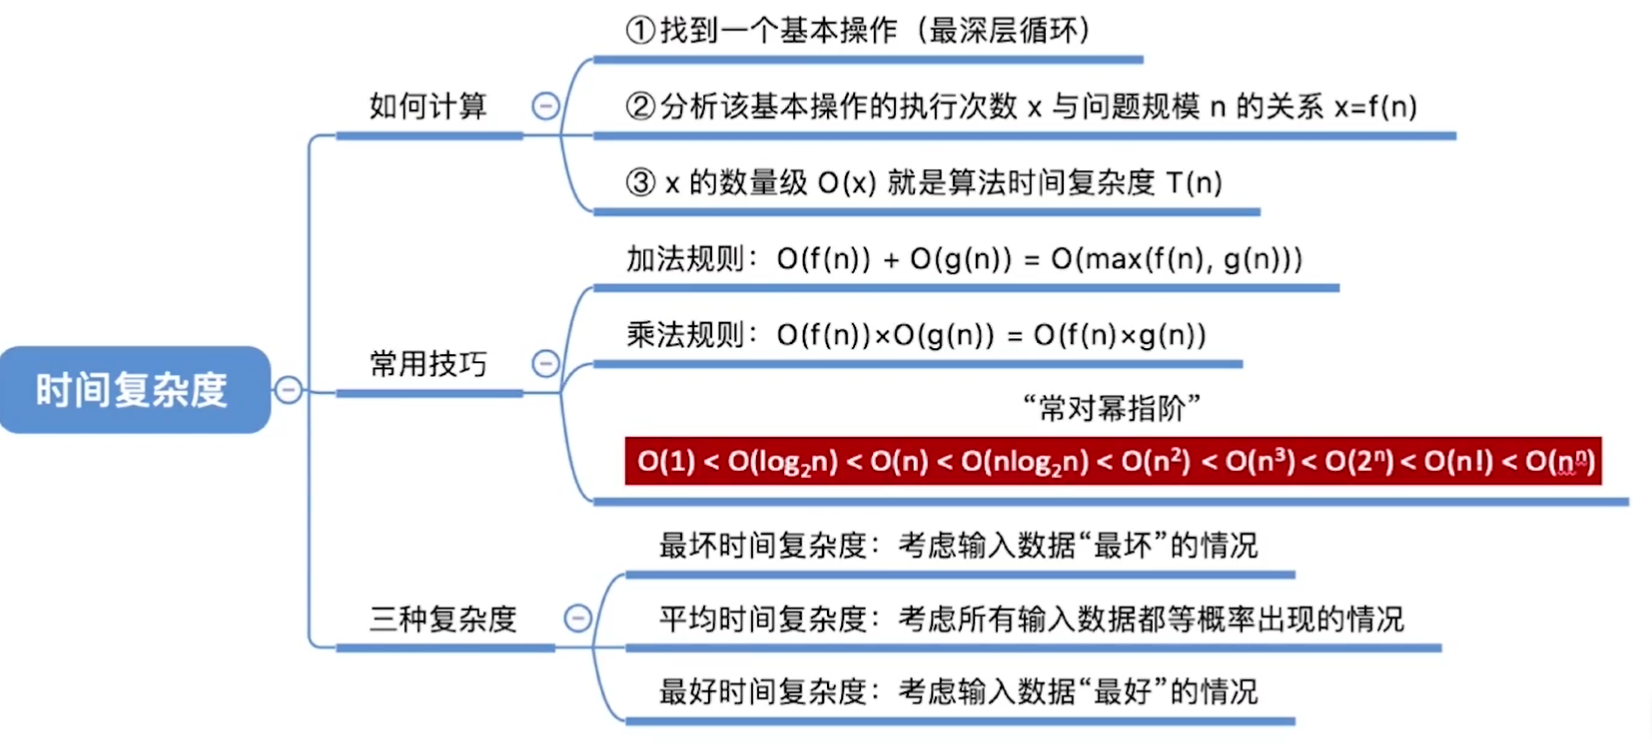 时间复杂度
如何计算
①找到一个基本操作（最深层循环）
②分析该基本操作的执行次数 x 与问题规模 n 的关系 x=f(n)
③ x 的数量级 O(x) 就是算法时间复杂度 T(n)
常用技巧
加法规则：O(f(n)) + O(g(n)) = O(max(f(n), g(n)))
乘法规则：O(f(n))×O(g(n)) = O(f(n)×g(n))
“常对幂指阶”
O(1) < O(log₂n) < O(n) < O(nlog₂n) < O(n²) < O(n³) < O(2ⁿ) < O(n!) < O(nⁿ)
三种复杂度
最坏时间复杂度：考虑输入数据“最坏”的情况
平均时间复杂度：考虑所有输入数据都等概率出现的情况
最好时间复杂度：考虑输入数据“最好”的情况